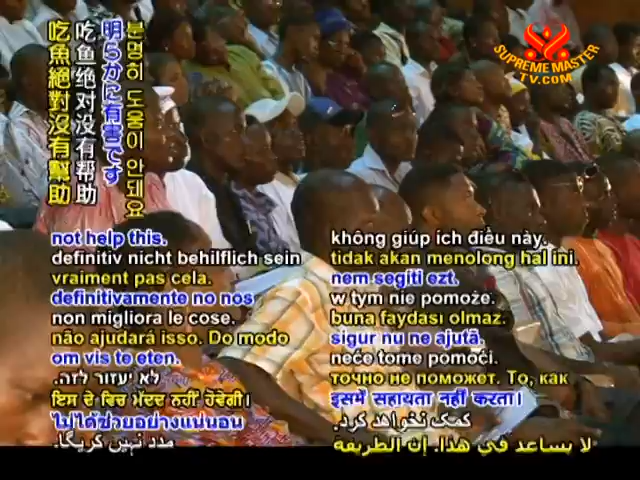 분명히 도움이 안돼요
明らかに有害です
吃鱼绝对没有帮助
吃魚絕對沒有幫助
SUPREME MASTER
TV.COM
not help this.
definitiv nicht behilflich sein
vraiment pas cela.
definitivamente no nos
non migliora le cose.
não ajudará isso. Do modo
om vis te eten.
לא יעזור לזה.
ਇਸ ਦੇ ਵਿਚ ਮੱਦਦ ਨਹੀਂ ਹੋਵੇਗੀ।
ไม่ได้ช่วยอย่างแน่นอน
مدد نہیں کریگا.
không giúp ích điều này.
tidak akan menolong hal ini.
nem segíti ezt.
w tym nie pomoże.
buna faydası olmaz.
sigur nu ne ajută.
neće tome pomoći.
точно не поможет. То, как
इसमें सहायता नहीं करता।
کمک نخواهد کرد.
لا يساعد في هذا. إن الطريقة